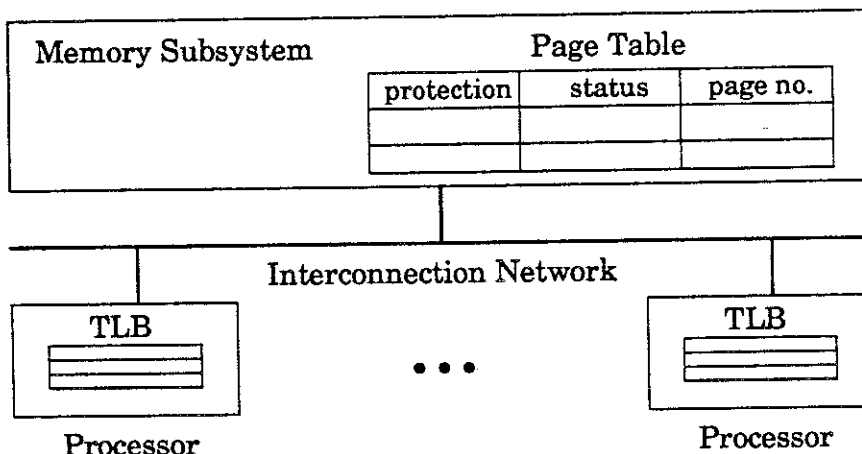 Memory Subsystem
Page Table
protection status page no.
Interconnection Network
TLB
TLB
Processor
Processor